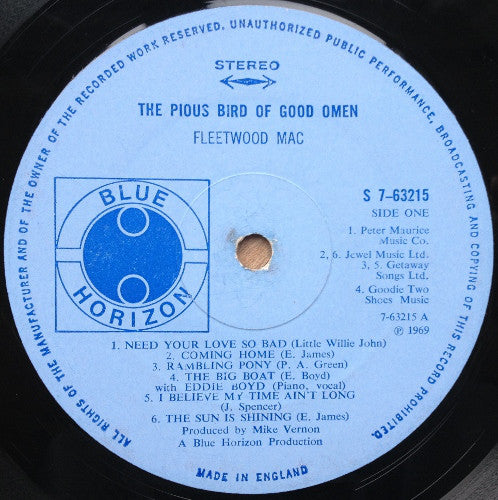 ALL RIGHTS OF THE MANUFACTURER AND OF THE OWNER OF THE RECORDED WORK RESERVED. UNAUTHORIZED PUBLIC PERFORMANCE, BROADCASTING AND COPYING OF THIS RECORD PROHIBITED.
STEREO
THE PIOUS BIRD OF GOOD OMEN
FLEETWOOD MAC
BLUE
HORIZON
S 7-63215
SIDE ONE
1. Peter Maurice
Music Co.
2, 6. Jewel Music Ltd.
3, 5. Getaway
Songs Ltd.
4. Goodie Two
Shoes Music
7-63215 A
℗ 1969
1. NEED YOUR LOVE SO BAD (Little Willie John)
2. COMING HOME (E. James)
3. RAMBLING PONY (P. A. Green)
4. THE BIG BOAT (E. Boyd)
with EDDIE BOYD (Piano, vocal)
5. I BELIEVE MY TIME AIN'T LONG
(J. Spencer)
6. THE SUN IS SHINING (E. James)
Produced by Mike Vernon
A Blue Horizon Production
MADE IN ENGLAND